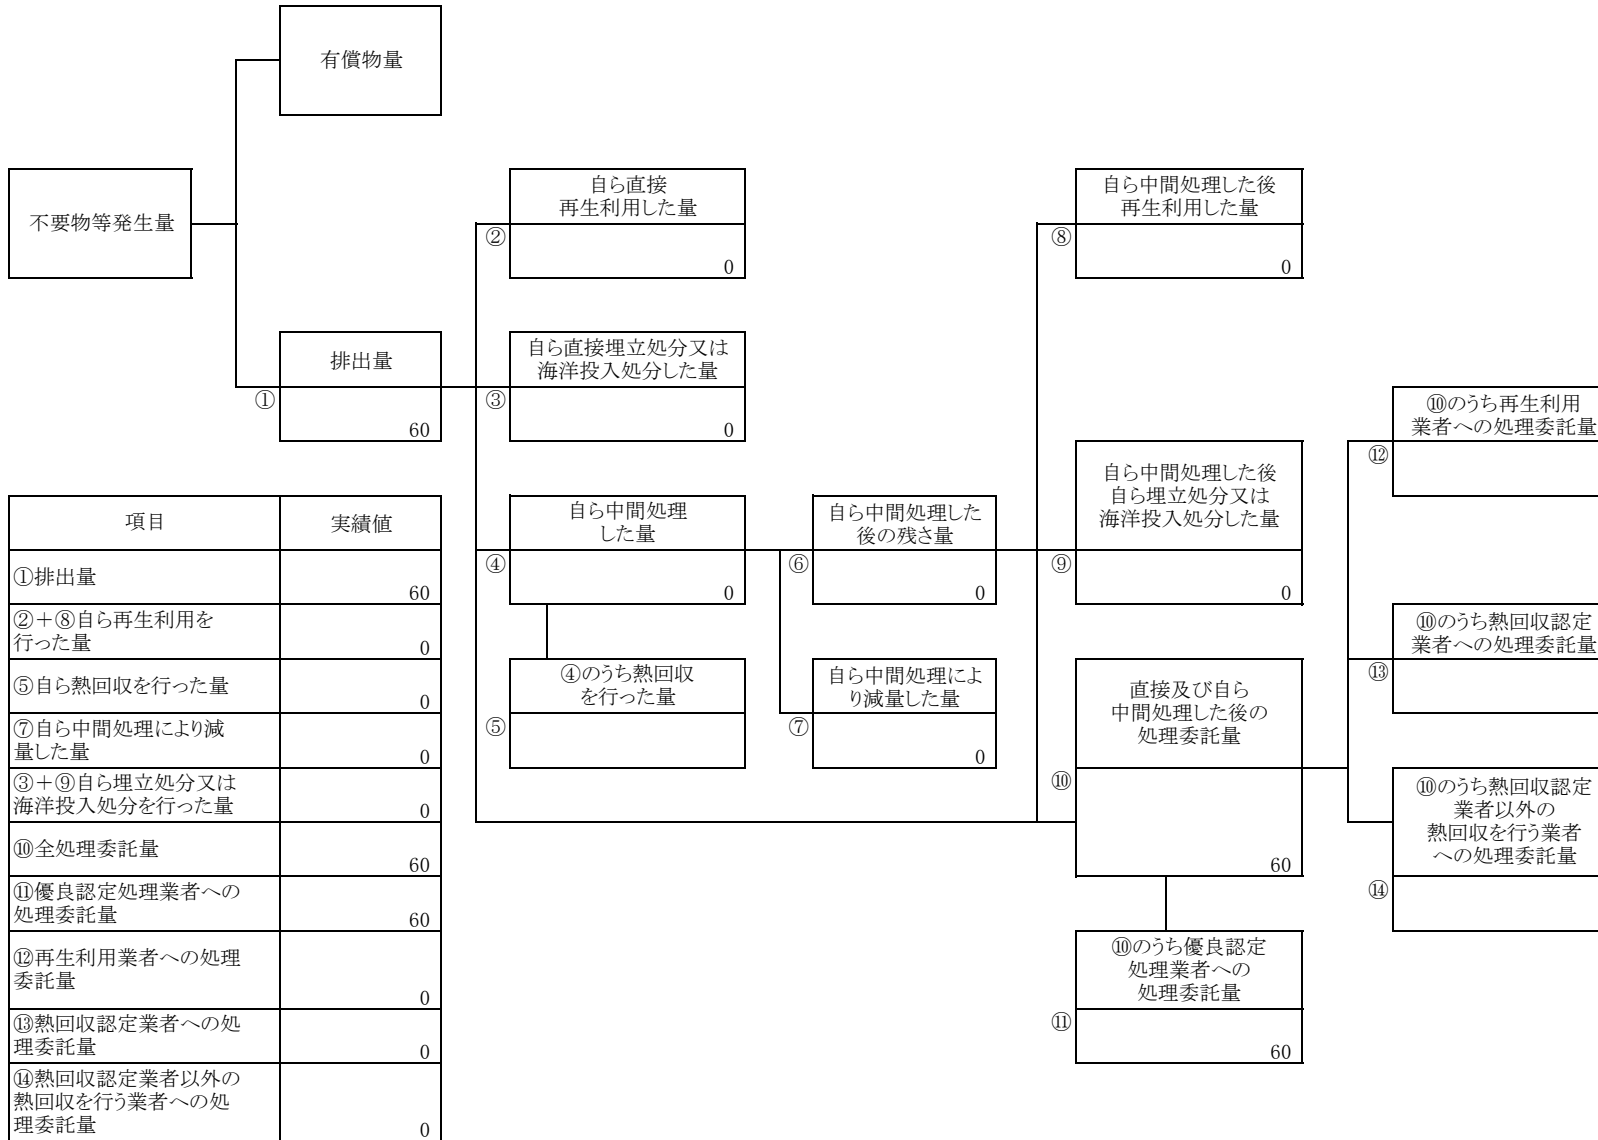 有償物量
不要物等発生量
排出量
①
60
自ら直接
再生利用した量
②
0
自ら直接埋立処分又は
海洋投入処分した量
③
0
自ら中間処理
した量
④
0
④のうち熱回収
を行った量
⑤
自ら中間処理した
後の残さ量
⑥
0
自ら中間処理によ
り減量した量
⑦
0
自ら中間処理した後
再生利用した量
⑧
0
自ら中間処理した後
自ら埋立処分又は
海洋投入処分した量
⑨
0
直接及び自ら
中間処理した後の
処理委託量
⑩
60
⑩のうち優良認定
処理業者への
処理委託量
⑪
60
⑩のうち再生利用
業者への処理委託量
⑫
⑩のうち熱回収認定
業者への処理委託量
⑬
⑩のうち熱回収認定
業者以外の
熱回収を行う業者
への処理委託量
⑭
項目 実績値
①排出量 60
②＋⑧自ら再生利用を
行った量 0
⑤自ら熱回収を行った量 0
⑦自ら中間処理により減
量した量 0
③＋⑨自ら埋立処分又は
海洋投入処分を行った量 0
⑩全処理委託量 60
⑪優良認定処理業者への
処理委託量 60
⑫再生利用業者への処理
委託量 0
⑬熱回収認定業者への処
理委託量 0
⑭熱回収認定業者以外の
熱回収を行う業者への処
理委託量 0